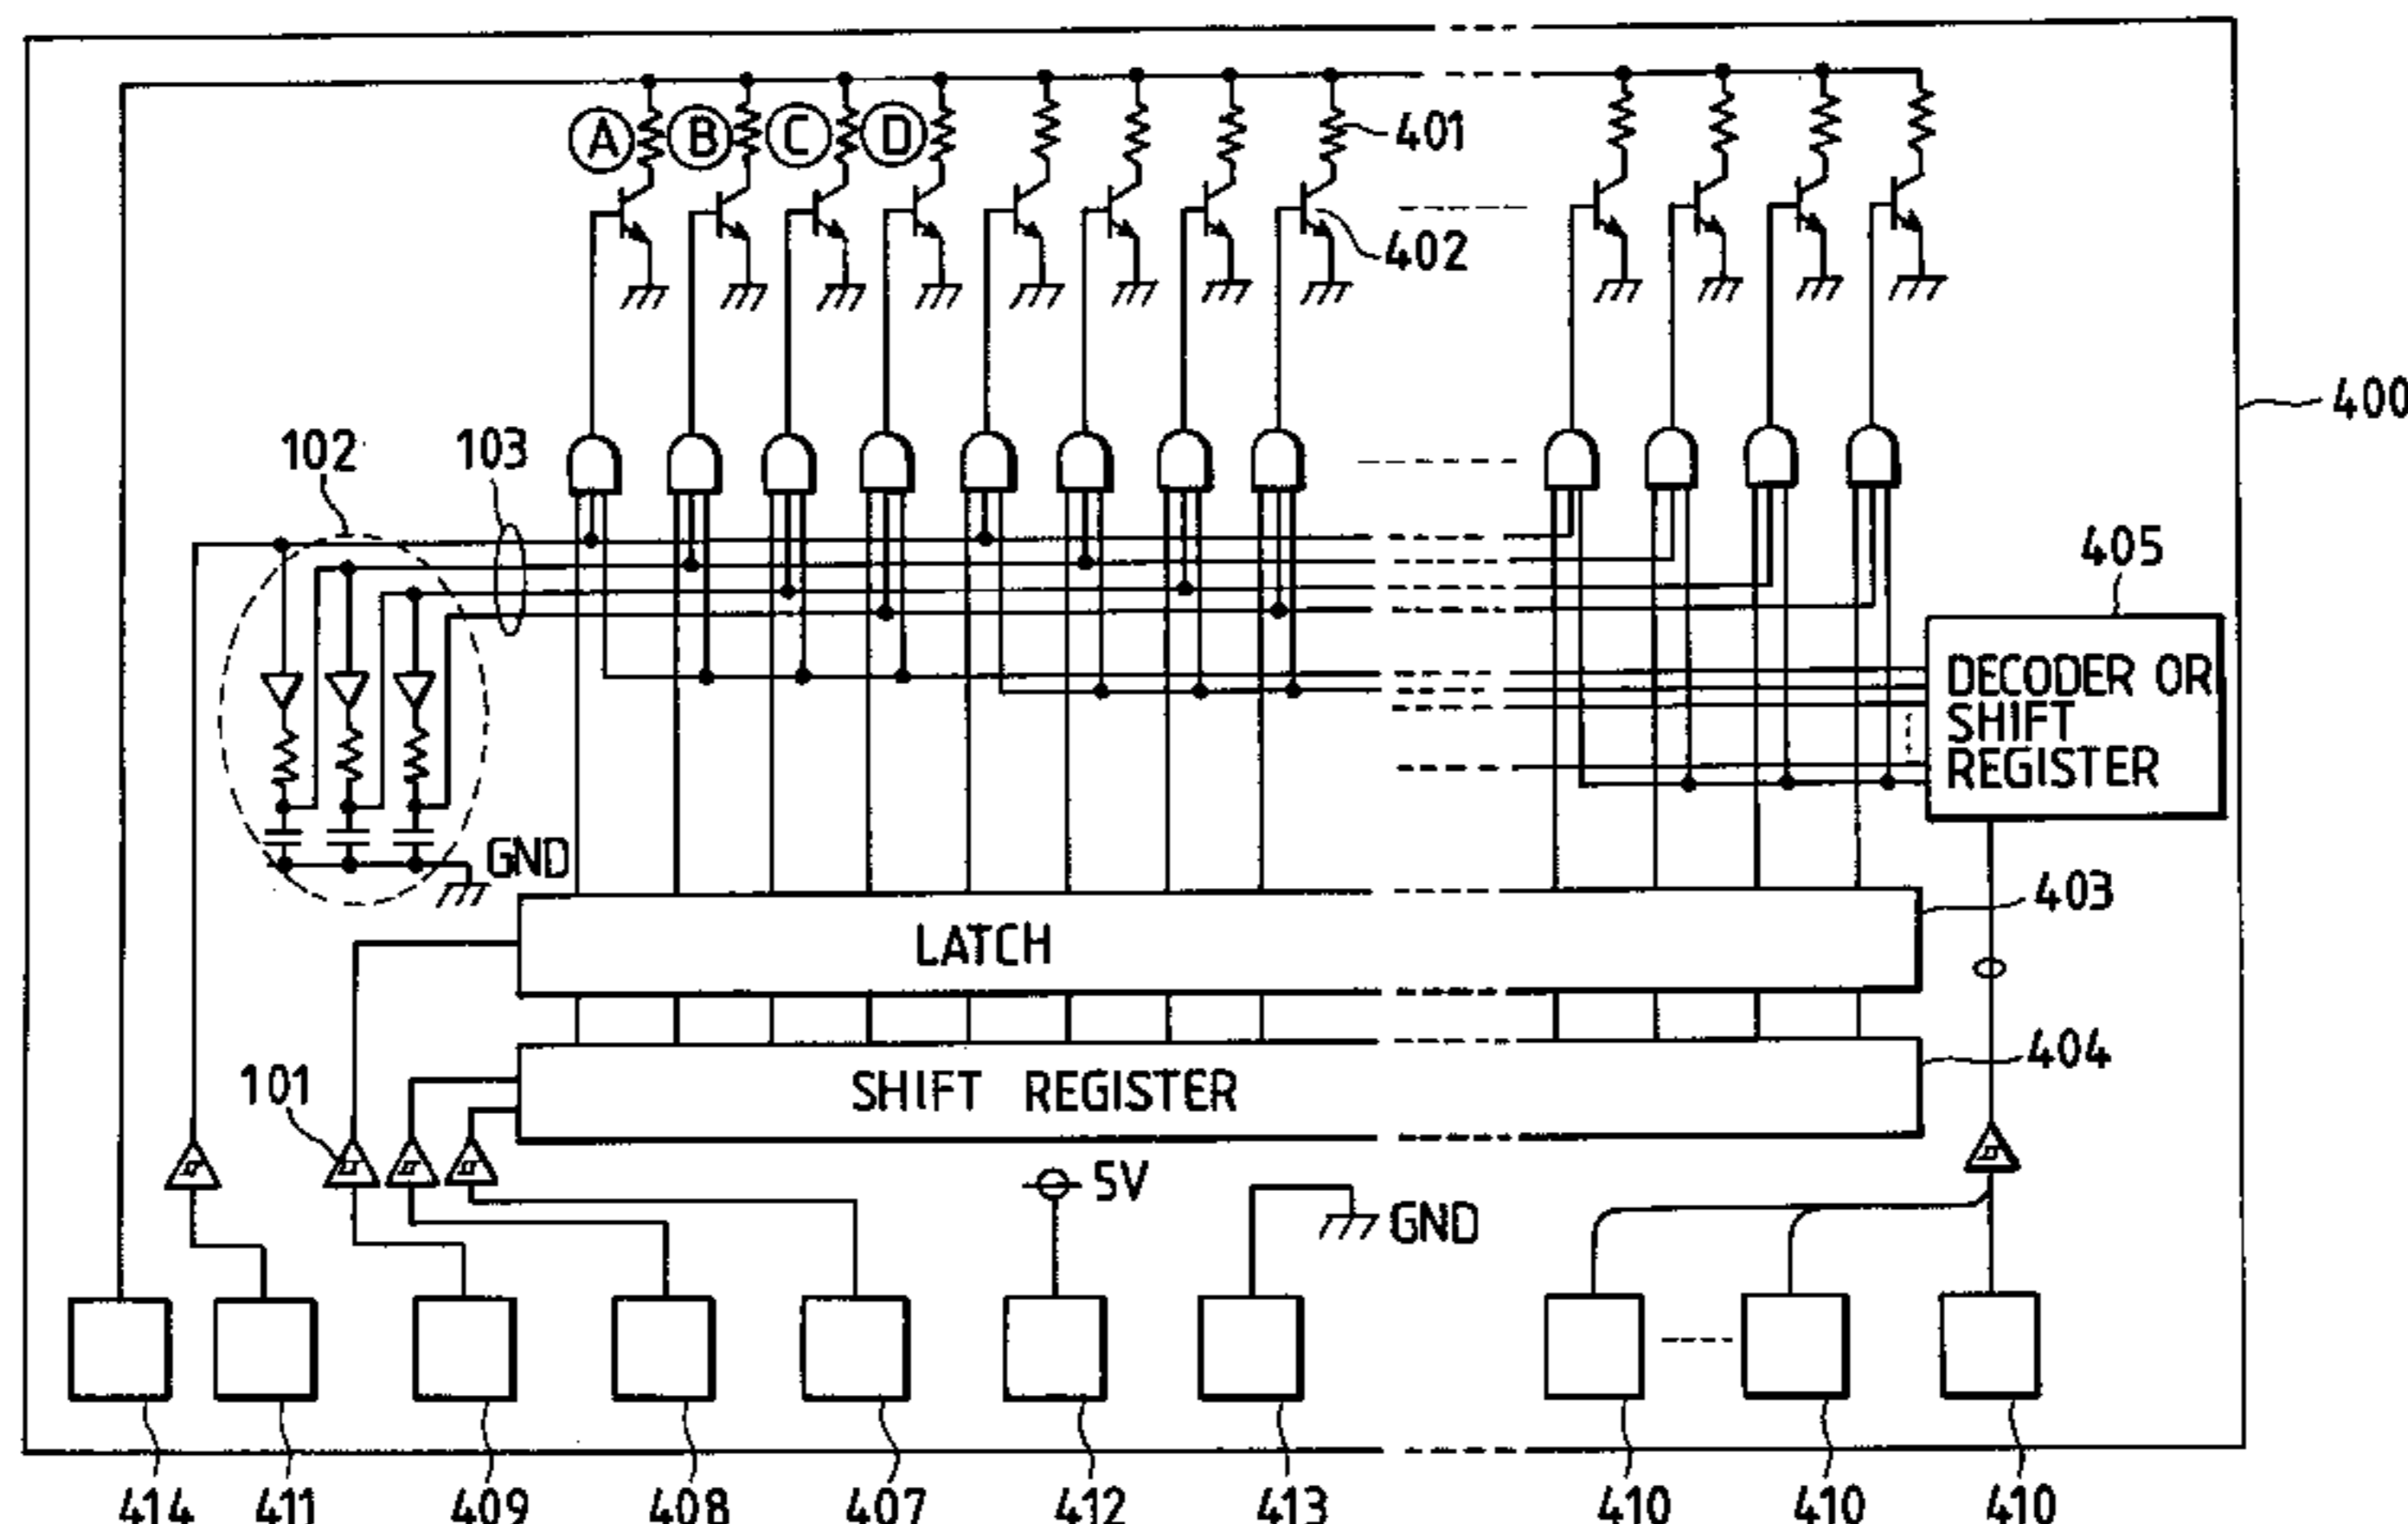 A B C D
401
402
400
102
103
405
DECODER OR
SHIFT
REGISTER
GND
403
LATCH
404
101
SHIFT REGISTER
5V
GND
414 411 409 408 407 412 413 410 410 410